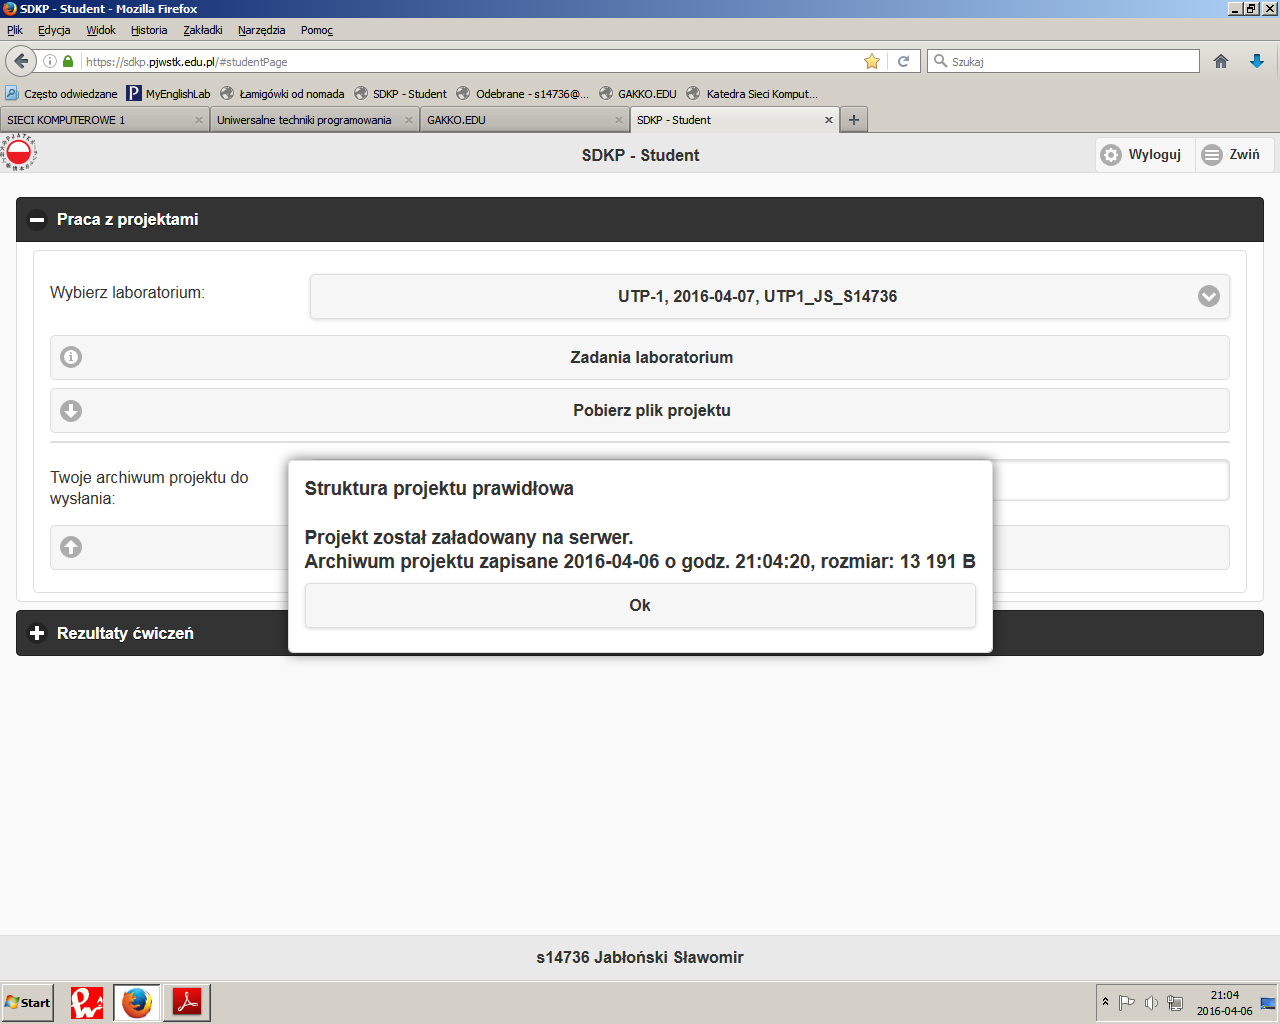 SDKP - Student - Mozilla Firefox
Plik Edycja Widok Historia Zakładki Narzędzia Pomoc
https://sdkp.pjwstk.edu.pl/#studentPage
Szukaj
Często odwiedzane MyEnglishLab Łamigówki od nomada SDKP - Student Odebrane - s14736@... GAKKO.EDU Katedra Sieci Komput...
SIECI KOMPUTEROWE 1 Uniwersalne techniki programowania GAKKO.EDU SDKP - Student
SDKP - Student
Wyloguj
Zwiń
Praca z projektami
Wybierz laboratorium:
UTP-1, 2016-04-07, UTP1_JS_S14736
Zadania laboratorium
Pobierz plik projektu
Twoje archiwum projektu do
wysłania:
Struktura projektu prawidłowa
Projekt został załadowany na serwer.
Archiwum projektu zapisane 2016-04-06 o godz. 21:04:20, rozmiar: 13 191 B
Ok
Rezultaty ćwiczeń
s14736 Jabłoński Sławomir
Start
21:04
2016-04-06